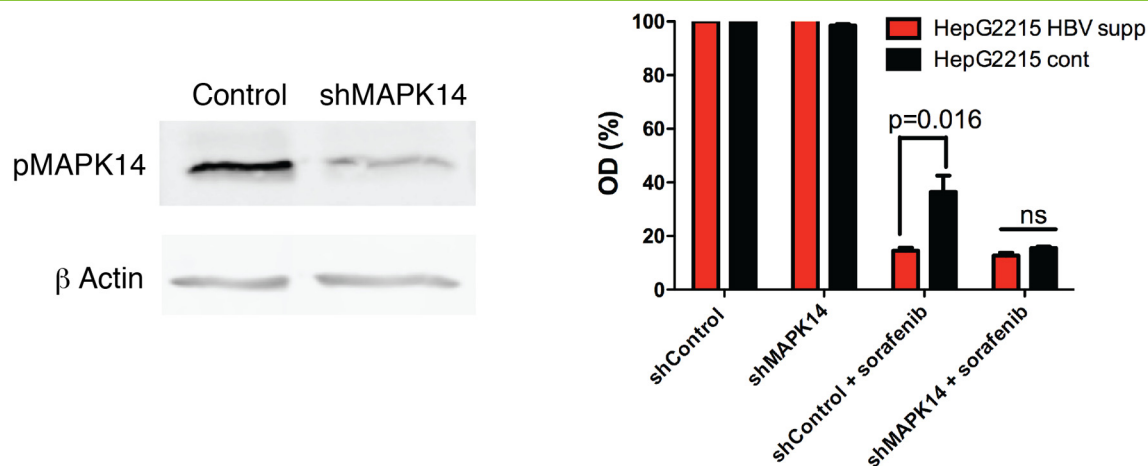 Control shMAPK14
pMAPK14
β Actin
100
80
60
40
20
0
OD (%)
HepG2215 HBV supp
HepG2215 cont
p=0.016
ns
shControl
shMAPK14
shControl + sorafenib
shMAPK14 + sorafenib